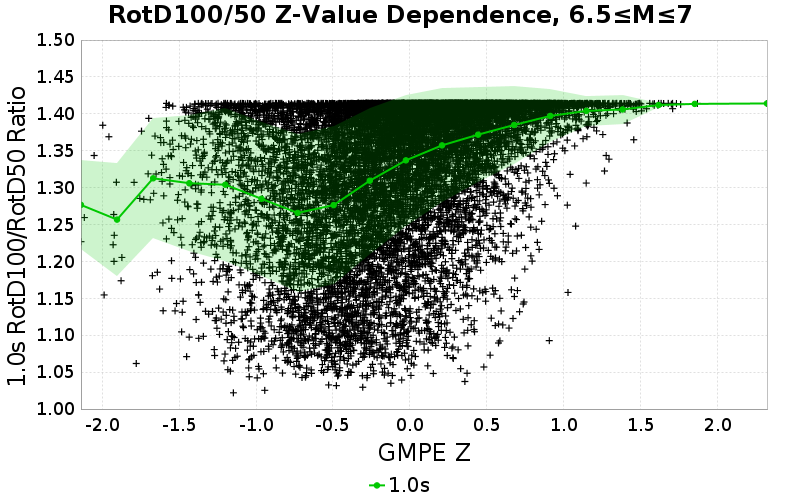 RotD100/50 Z-Value Dependence, 6.5≤M≤7
1.0s RotD100/RotD50 Ratio
1.50
1.45
1.40
1.35
1.30
1.25
1.20
1.15
1.10
1.05
1.00
-2.0 -1.5 -1.0 -0.5 0.0 0.5 1.0 1.5 2.0
GMPE Z
1.0s